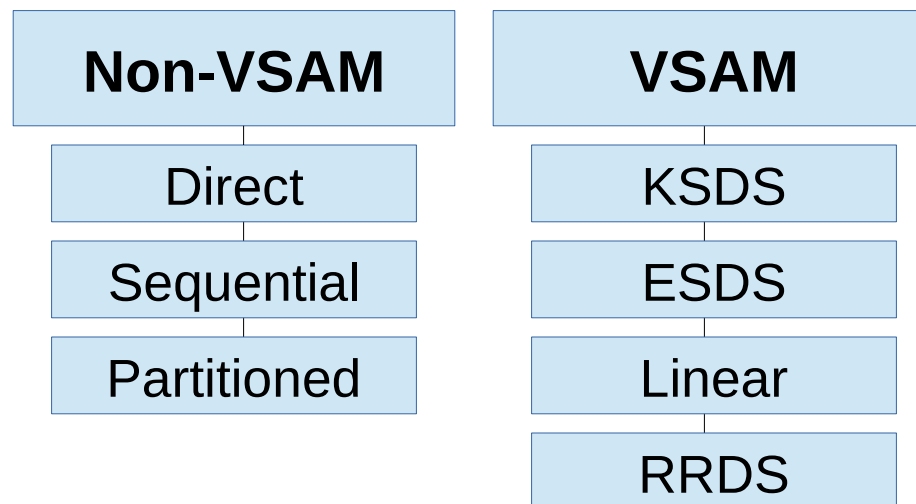 Non-VSAM
Direct
Sequential
Partitioned
VSAM
KSDS
ESDS
Linear
RRDS